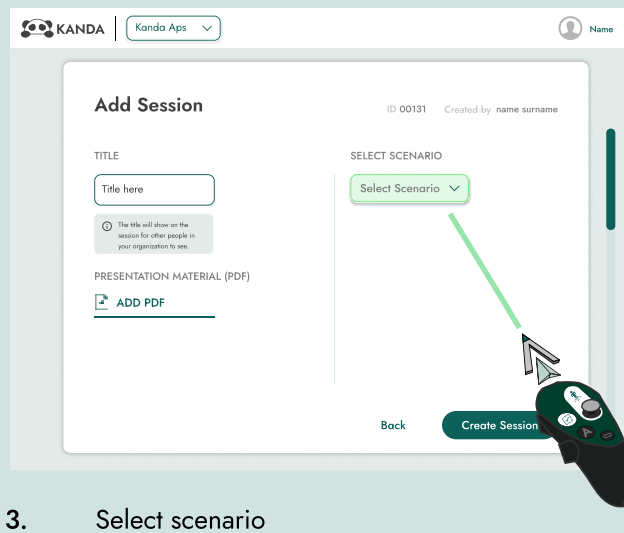 KANDA
Kanda Aps
Name
Add Session
ID 00131 Created by name surname
TITLE
Title here
The title will show on the
session for other people in
your organization to see.
PRESENTATION MATERIAL (PDF)
ADD PDF
SELECT SCENARIO
Select Scenario
Back
Create Session
A
3. Select scenario